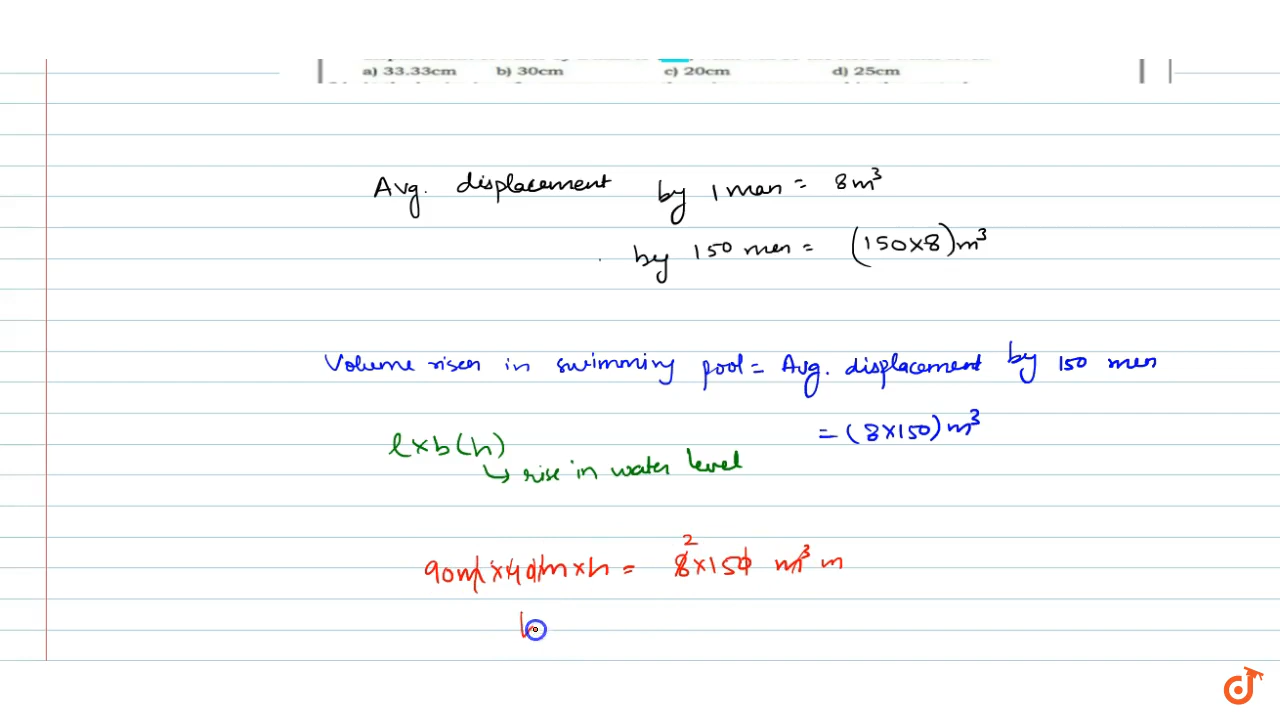 a) 33.33cm b) 30cm c) 20cm d) 25cm
Avg. displacement by 1 man = 8m³
by 150 men = (150×8)m³
Volume rises in swimming pool = Avg. displacement by 150 men
= (8×150) m³
l×b(h)
↳ rise in water level
90m×40m×h = 8×150 m³ m
2
h